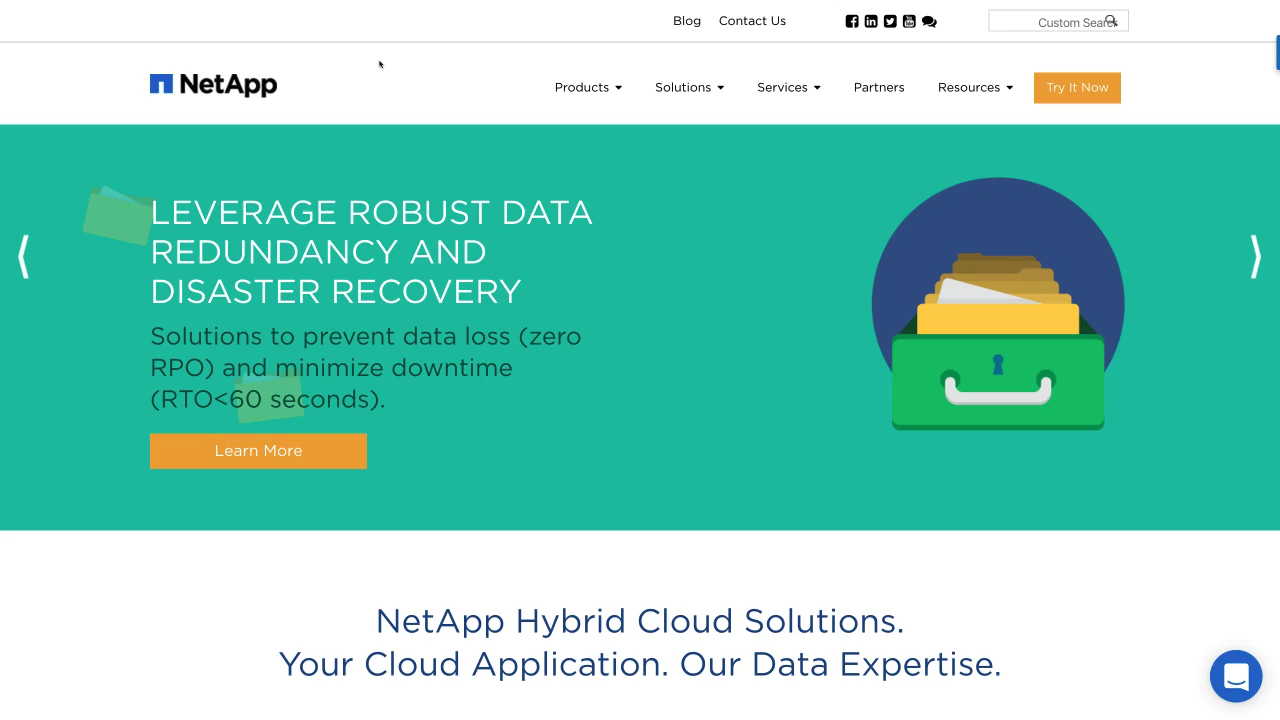 Blog Contact Us Custom Search
NetApp Products Solutions Services Partners Resources Try It Now
LEVERAGE ROBUST DATA
REDUNDANCY AND
DISASTER RECOVERY
Solutions to prevent data loss (zero
RPO) and minimize downtime
(RTO<60 seconds).
Learn More
NetApp Hybrid Cloud Solutions.
Your Cloud Application. Our Data Expertise.